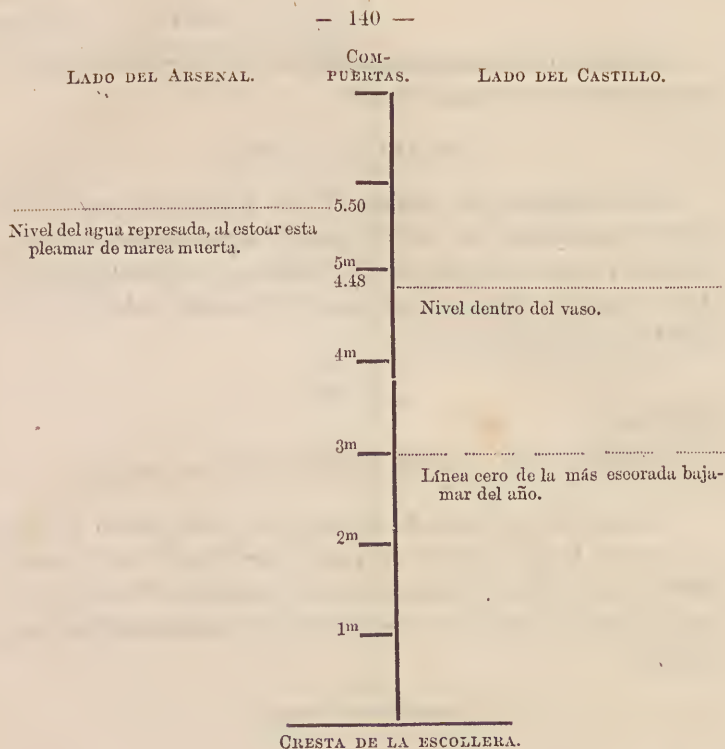 — 140 —
LADO DEL ARSENAL.
COM-
PUERTAS.
LADO DEL CASTILLO.
5.50
Nivel del agua represada, al estoar esta
pleamar de marea muerta.
5m
4.48
Nivel dentro del vaso.
4m
3m
Línea cero de la más escorada baja-
mar del año.
2m
1m
CRESTA DE LA ESCOLLERA.